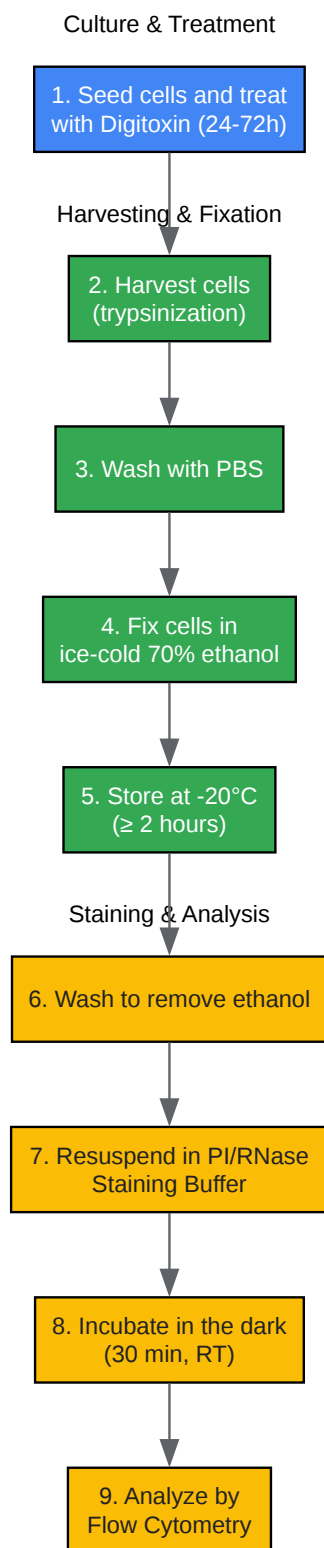 Culture & Treatment
1. Seed cells and treat
with Digitoxin (24-72h)
Harvesting & Fixation
2. Harvest cells
(trypsinization)
3. Wash with PBS
4. Fix cells in
ice-cold 70% ethanol
5. Store at -20°C
(≥ 2 hours)
Staining & Analysis
6. Wash to remove ethanol
7. Resuspend in PI/RNase
Staining Buffer
8. Incubate in the dark
(30 min, RT)
9. Analyze by
Flow Cytometry